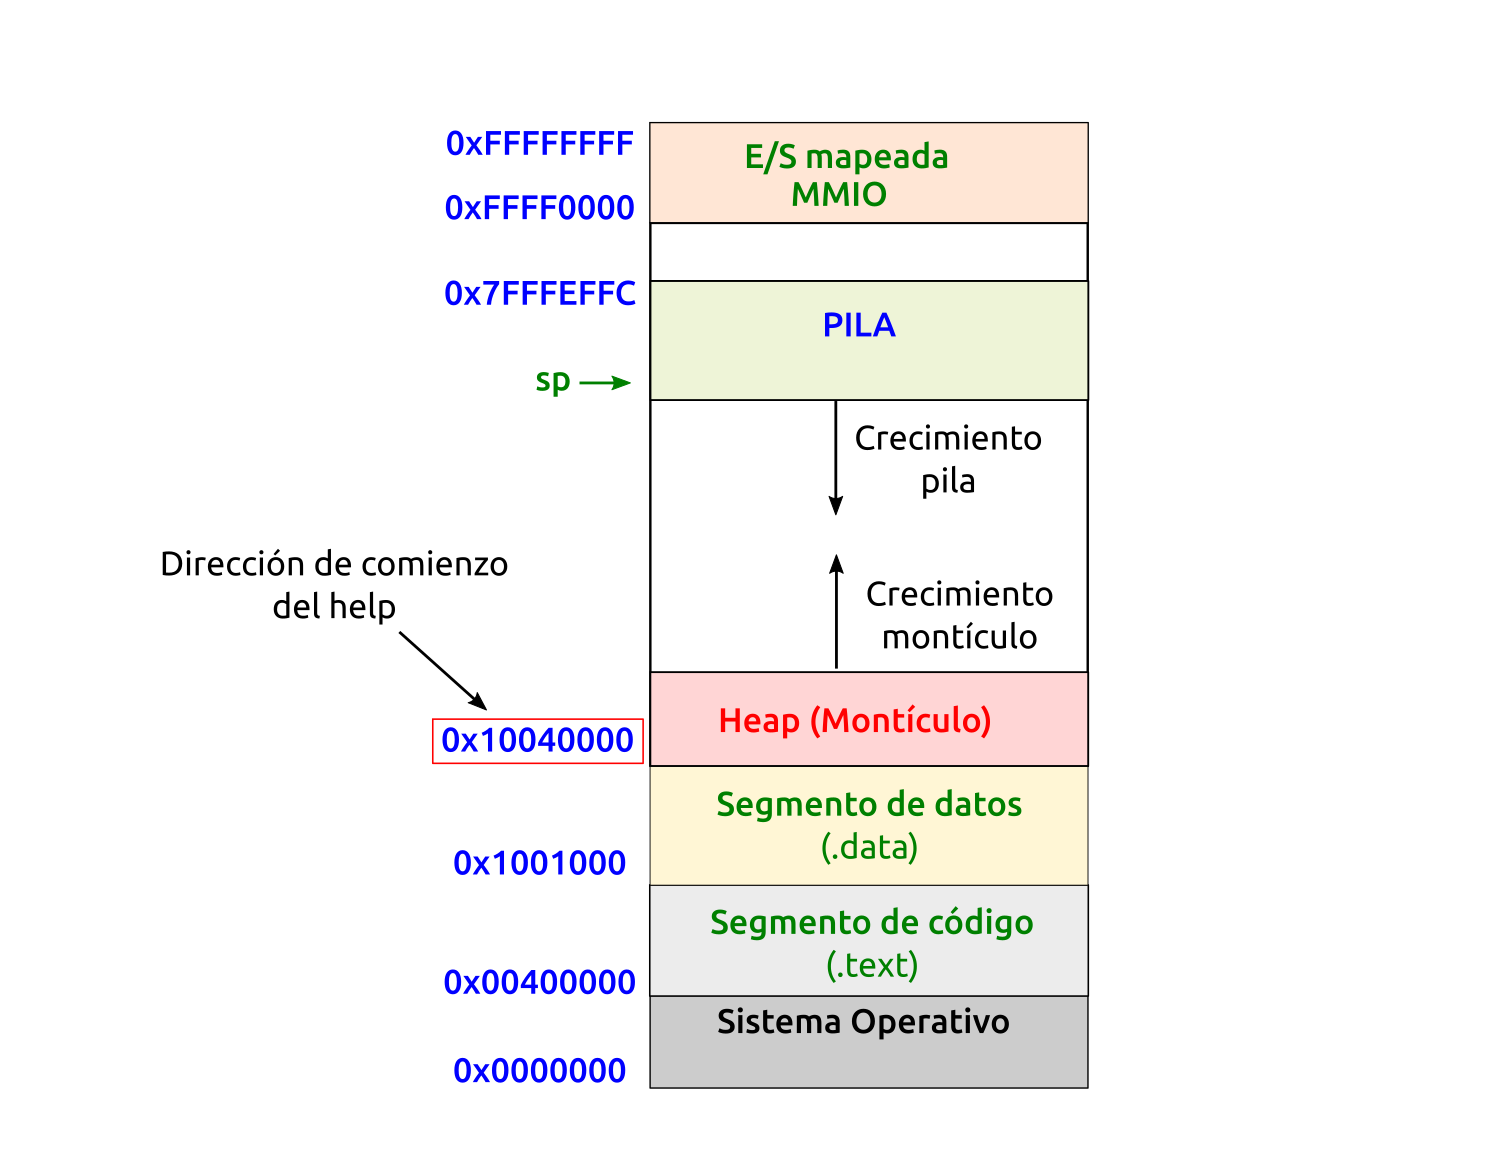 0xFFFFFFFF
E/S mapeada
MMIO
0xFFFF0000
0x7FFFEFFC
PILA
sp
Crecimiento
pila
Dirección de comienzo
del help
Crecimiento
montículo
0x10040000
Heap (Montículo)
Segmento de datos
(.data)
0x1001000
Segmento de código
(.text)
0x00400000
Sistema Operativo
0x0000000